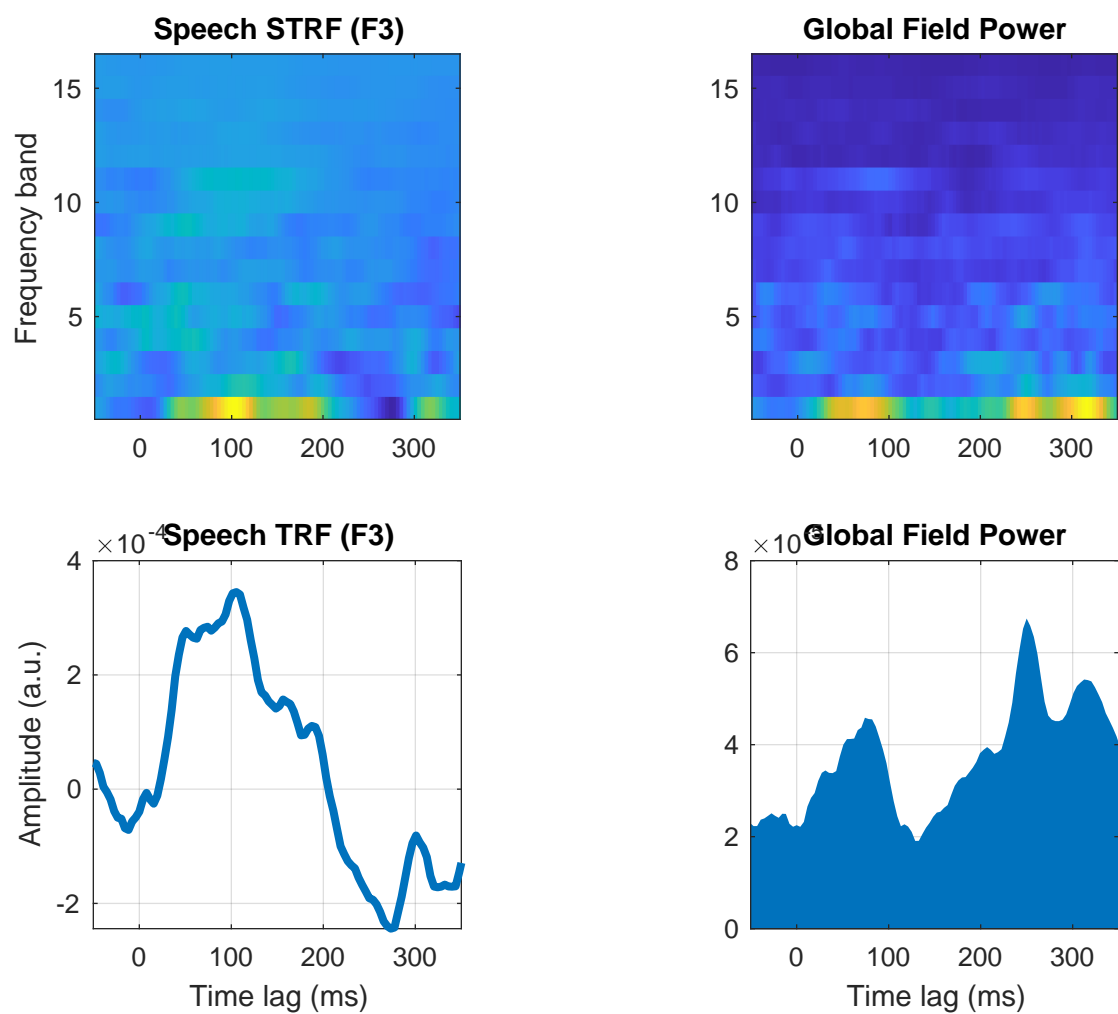 Speech STRF (F3)
Global Field Power
Frequency band
15
10
5
0 100 200 300
15
10
5
0 100 200 300
Speech TRF (F3)
Global Field Power
×10⁻⁴
Amplitude (a.u.)
4
2
0
-2
0 100 200 300
Time lag (ms)
×10
8
6
4
2
0
0 100 200 300
Time lag (ms)